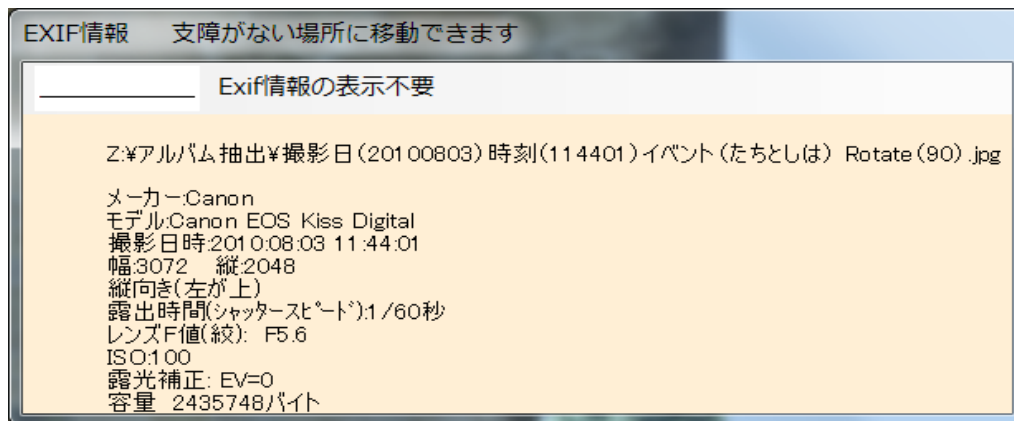 EXIF情報　　支障がない場所に移動できます
Exif情報の表示不要
Z:¥アルバム抽出¥撮影日(20100803)時刻(114401)イベント(たちとしは) Rotate(90).jpg
メーカー:Canon
モデル:Canon EOS Kiss Digital
撮影日時:2010:08:03 11:44:01
幅:3072　縦:2048
縦向き(左が上)
露出時間(ｼｬｯﾀｰｽﾋﾟｰﾄﾞ):1/60秒
レンズF値(絞): F5.6
ISO:100
露光補正: EV=0
容量 2435748バイト